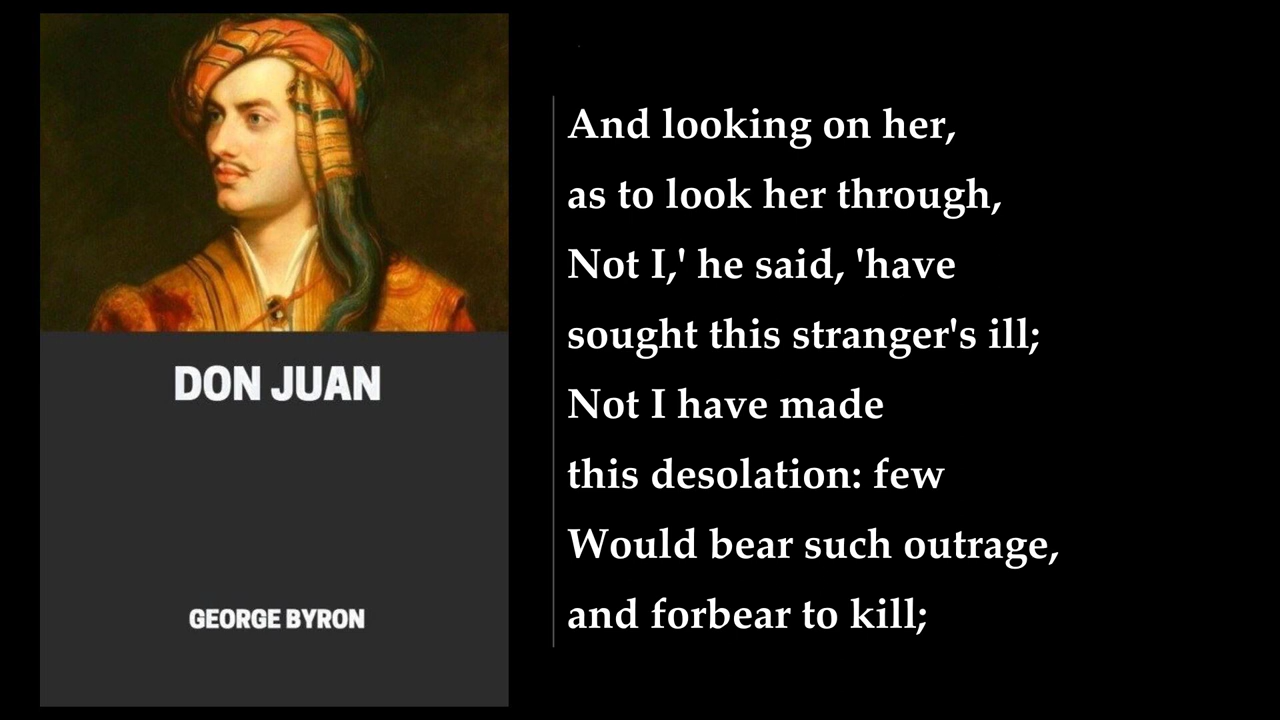 DON JUAN
GEORGE BYRON
And looking on her,
as to look her through,
Not I,' he said, 'have
sought this stranger's ill;
Not I have made
this desolation: few
Would bear such outrage,
and forbear to kill;